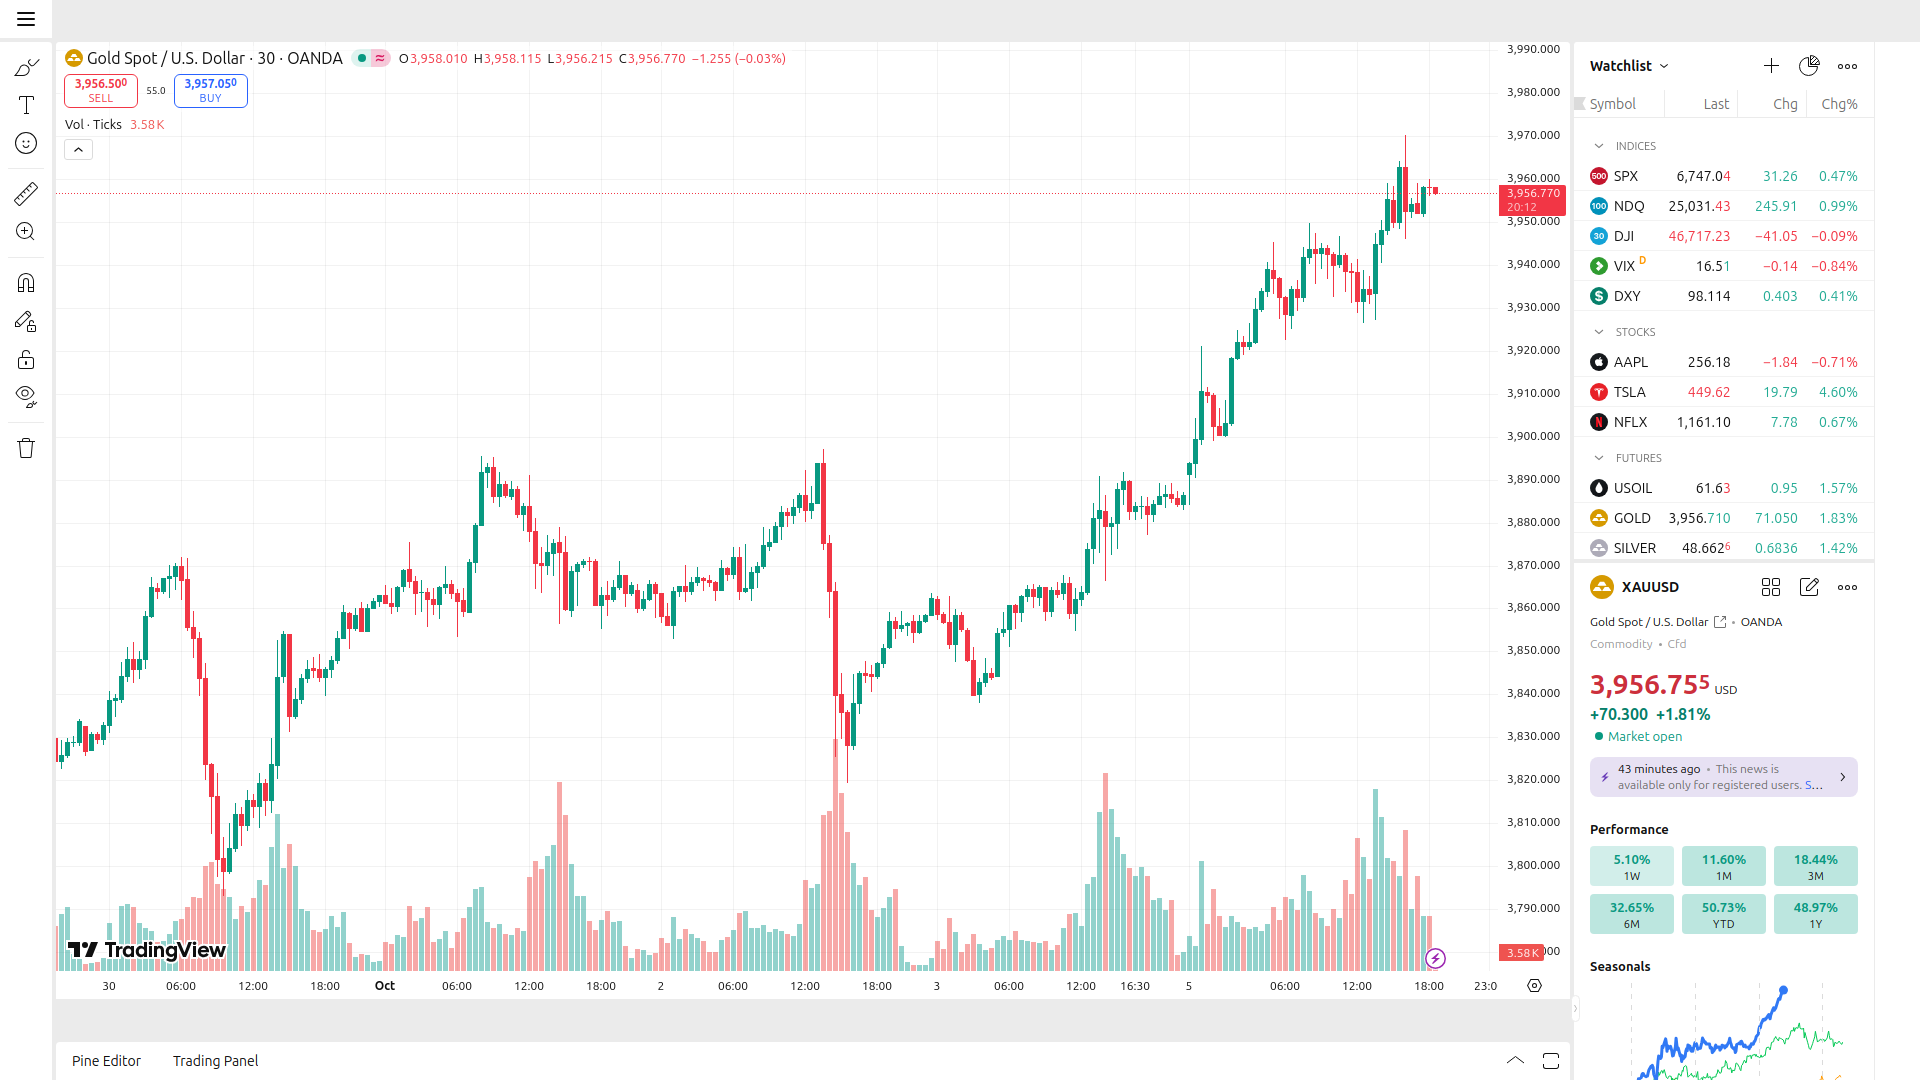 Gold Spot / U.S. Dollar · 30 · OANDA O3,958.010 H3,958.115 L3,956.215 C3,956.770 −1.255 (−0.03%)
3,956.500 SELL 55.0 3,957.050 BUY
Vol · Ticks 3.58 K
3,990.000
3,980.000
3,970.000
3,960.000
3,956.770
20:12
3,950.000
3,940.000
3,930.000
3,920.000
3,910.000
3,900.000
3,890.000
3,880.000
3,870.000
3,860.000
3,850.000
3,840.000
3,830.000
3,820.000
3,810.000
3,800.000
3,790.000
3.58 K
TradingView
30 06:00 12:00 18:00 Oct 06:00 12:00 18:00 2 06:00 12:00 18:00 3 06:00 12:00 16:30 5 06:00 12:00 18:00 23:0
Pine Editor Trading Panel
Watchlist
Symbol Last Chg Chg%
INDICES
500 SPX 6,747.04 31.26 0.47%
100 NDQ 25,031.43 245.91 0.99%
30 DJI 46,717.23 −41.05 −0.09%
VIX D 16.51 −0.14 −0.84%
DXY 98.114 0.403 0.41%
STOCKS
AAPL 256.18 −1.84 −0.71%
TSLA 449.62 19.79 4.60%
NFLX 1,161.10 7.78 0.67%
FUTURES
USOIL 61.63 0.95 1.57%
GOLD 3,956.710 71.050 1.83%
SILVER 48.6626 0.6836 1.42%
XAUUSD
Gold Spot / U.S. Dollar • OANDA
Commodity • Cfd
3,956.755 USD
+70.300 +1.81%
Market open
43 minutes ago • This news is
available only for registered users. S...
Performance
5.10% 11.60% 18.44%
1W 1M 3M
32.65% 50.73% 48.97%
6M YTD 1Y
Seasonals